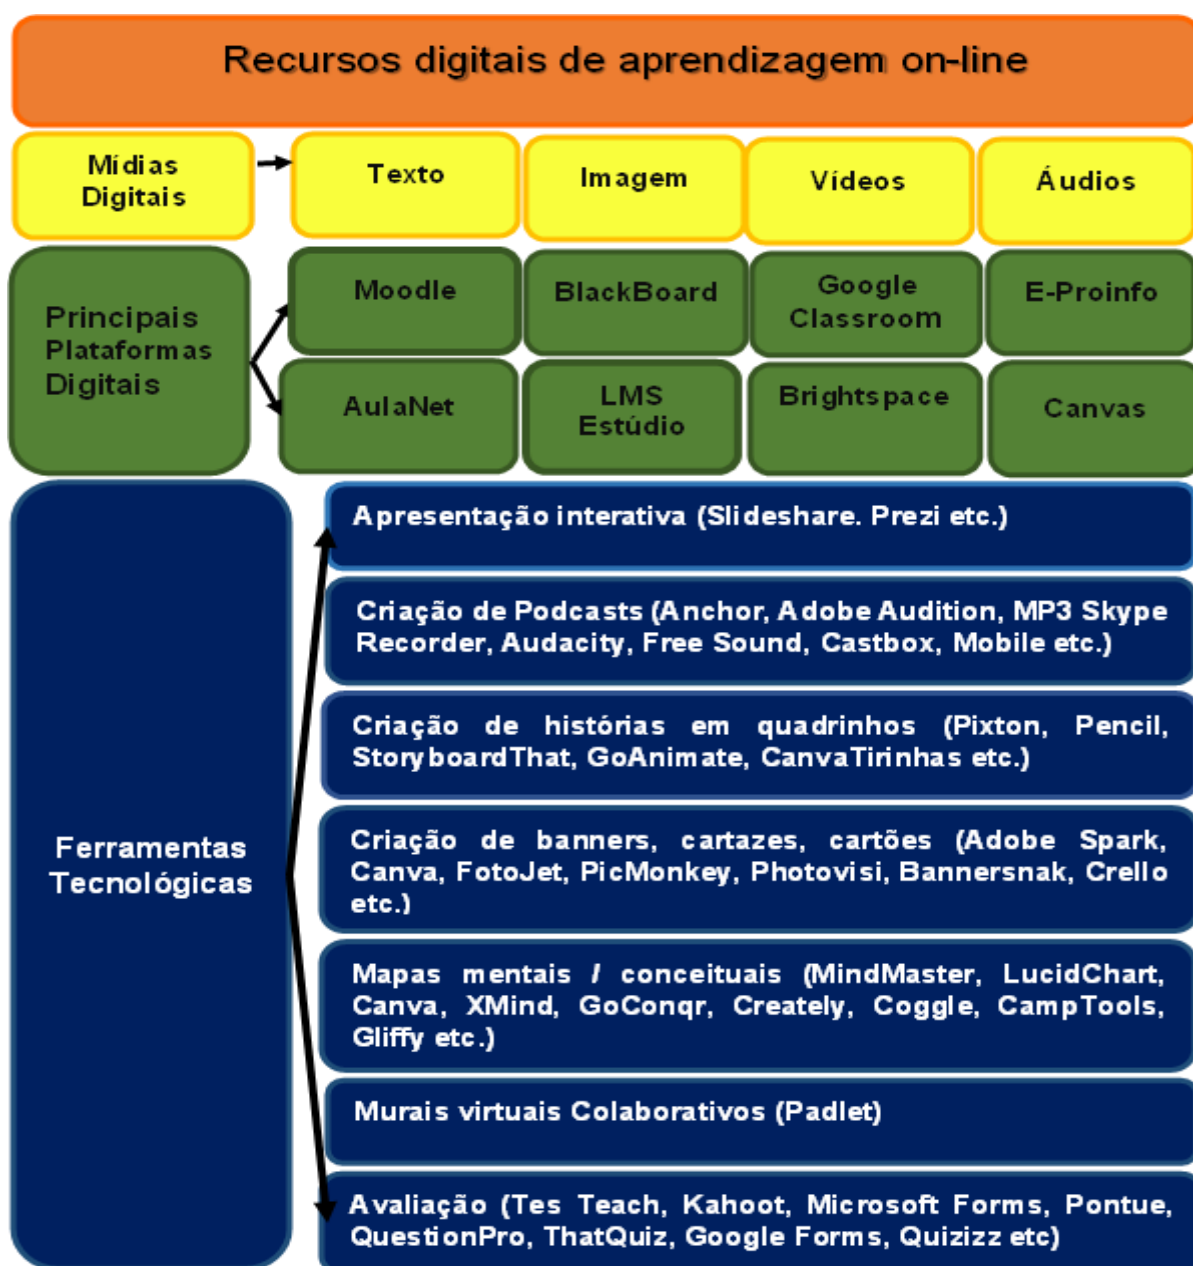 Recursos digitais de aprendizagem on-line
Mídias
Digitais
Texto
Imagem
Vídeos
Áudios
Principais
Plataformas
Digitais
Moodle
BlackBoard
Google
Classroom
E-Proinfo
AulaNet
LMS
Estúdio
Brightspace
Canvas
Ferramentas
Tecnológicas
Apresentação interativa (Slideshare. Prezi etc.)
Criação de Podcasts (Anchor, Adobe Audition, MP3 Skype
Recorder, Audacity, Free Sound, Castbox, Mobile etc.)
Criação de histórias em quadrinhos (Pixton, Pencil,
StoryboardThat, GoAnimate, CanvaTirinhas etc.)
Criação de banners, cartazes, cartões (Adobe Spark,
Canva, FotoJet, PicMonkey, Photovisi, Bannersnak, Crello
etc.)
Mapas mentais / conceituais (MindMaster, LucidChart,
Canva, XMind, GoConqr, Creately, Coggle, CampTools,
Gliffy etc.)
Murais virtuais Colaborativos (Padlet)
Avaliação (Tes Teach, Kahoot, Microsoft Forms, Pontue,
QuestionPro, ThatQuiz, Google Forms, Quizizz etc)